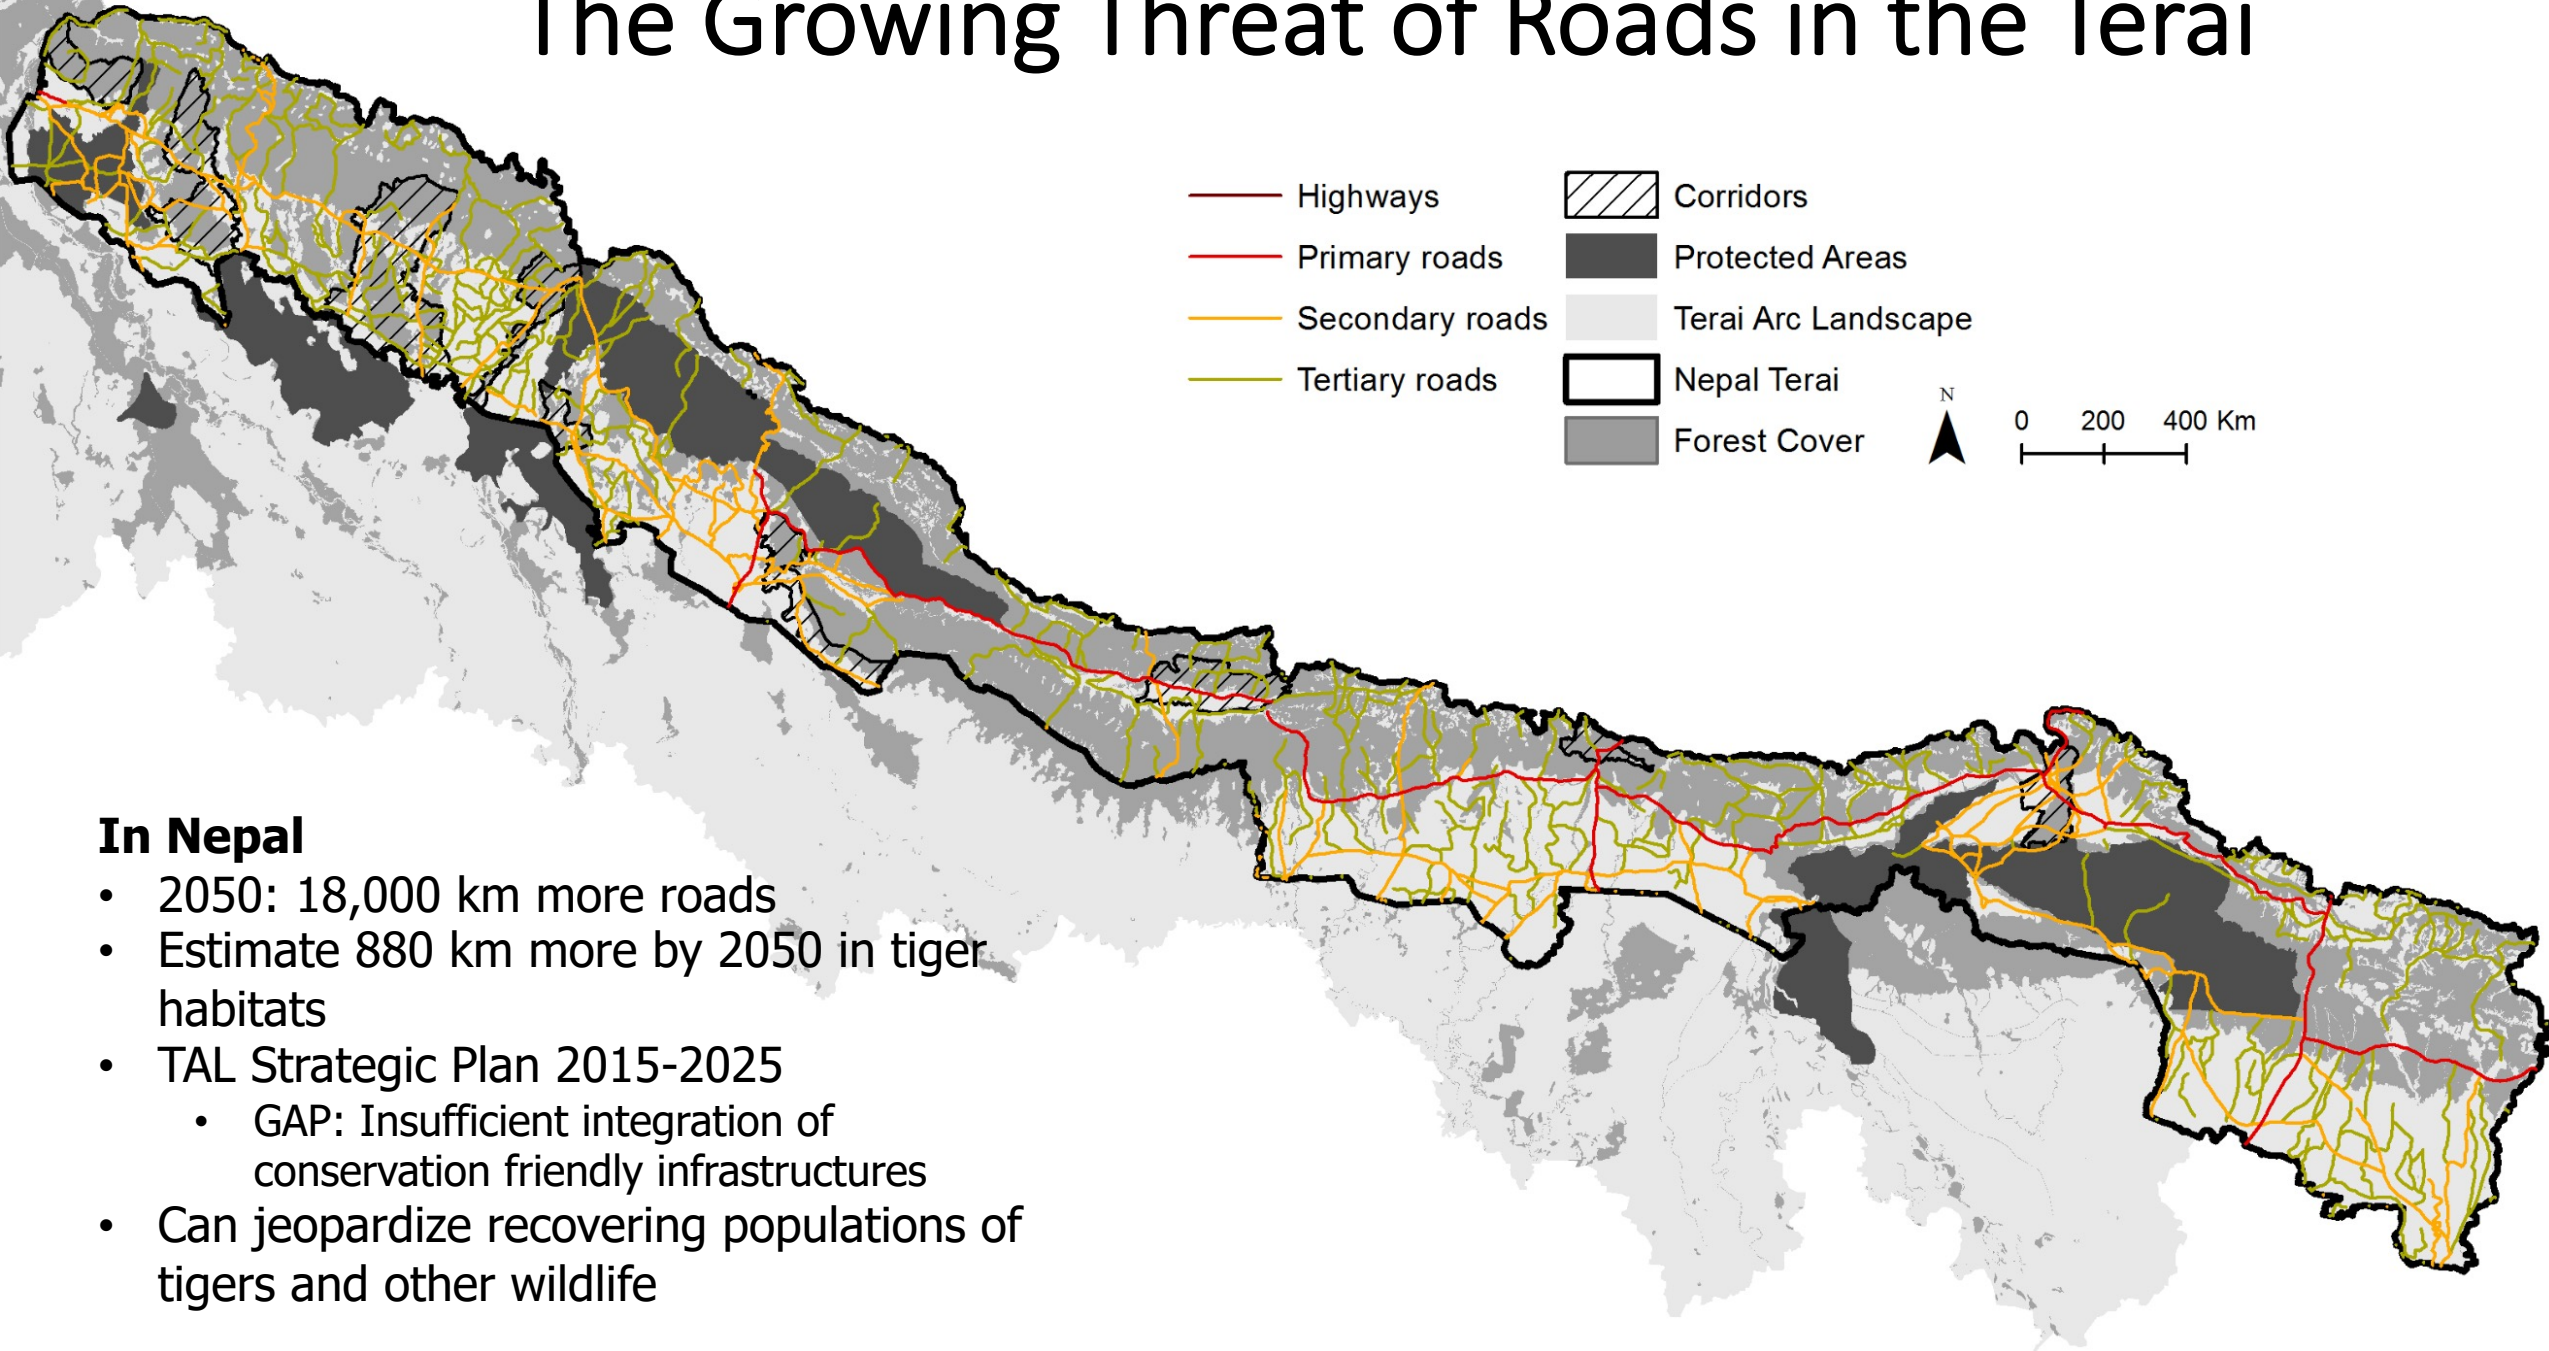 The Growing Threat of Roads in the Terai
Highways
Primary roads
Secondary roads
Tertiary roads
Corridors
Protected Areas
Terai Arc Landscape
Nepal Terai
Forest Cover
N
0 200 400 Km
In Nepal
• 2050: 18,000 km more roads
• Estimate 880 km more by 2050 in tiger
habitats
• TAL Strategic Plan 2015-2025
• GAP: Insufficient integration of
conservation friendly infrastructures
• Can jeopardize recovering populations of
tigers and other wildlife